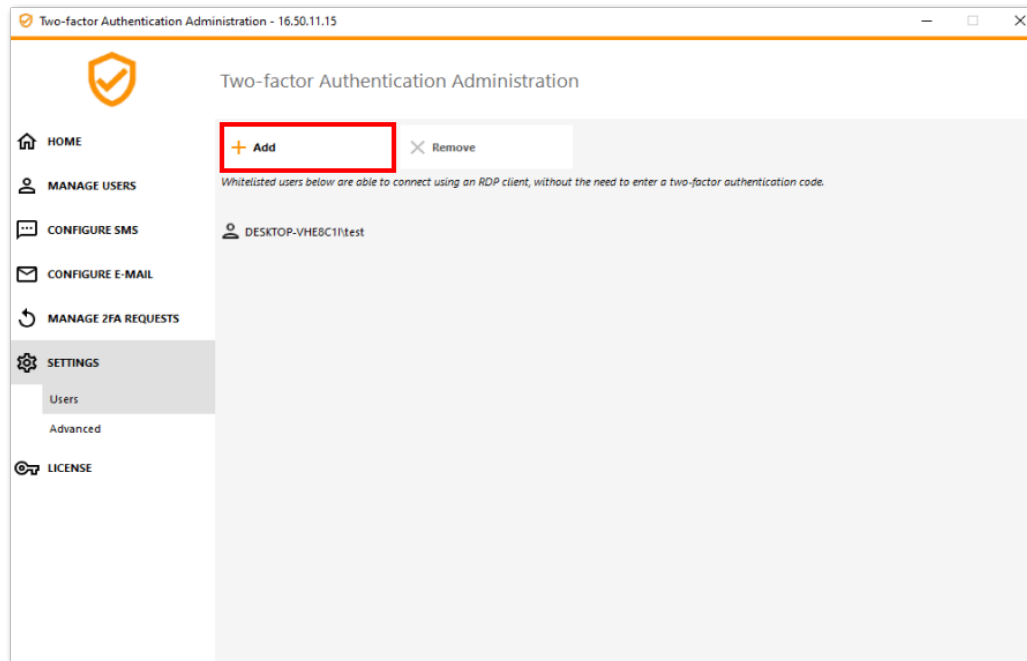 Two-factor Authentication Administration - 16.50.11.15
Two-factor Authentication Administration
HOME
MANAGE USERS
CONFIGURE SMS
CONFIGURE E-MAIL
MANAGE 2FA REQUESTS
SETTINGS
Users
Advanced
LICENSE
Add
Remove
Whitelisted users below are able to connect using an RDP client, without the need to enter a two-factor authentication code.
DESKTOP-VHE8C1I\test